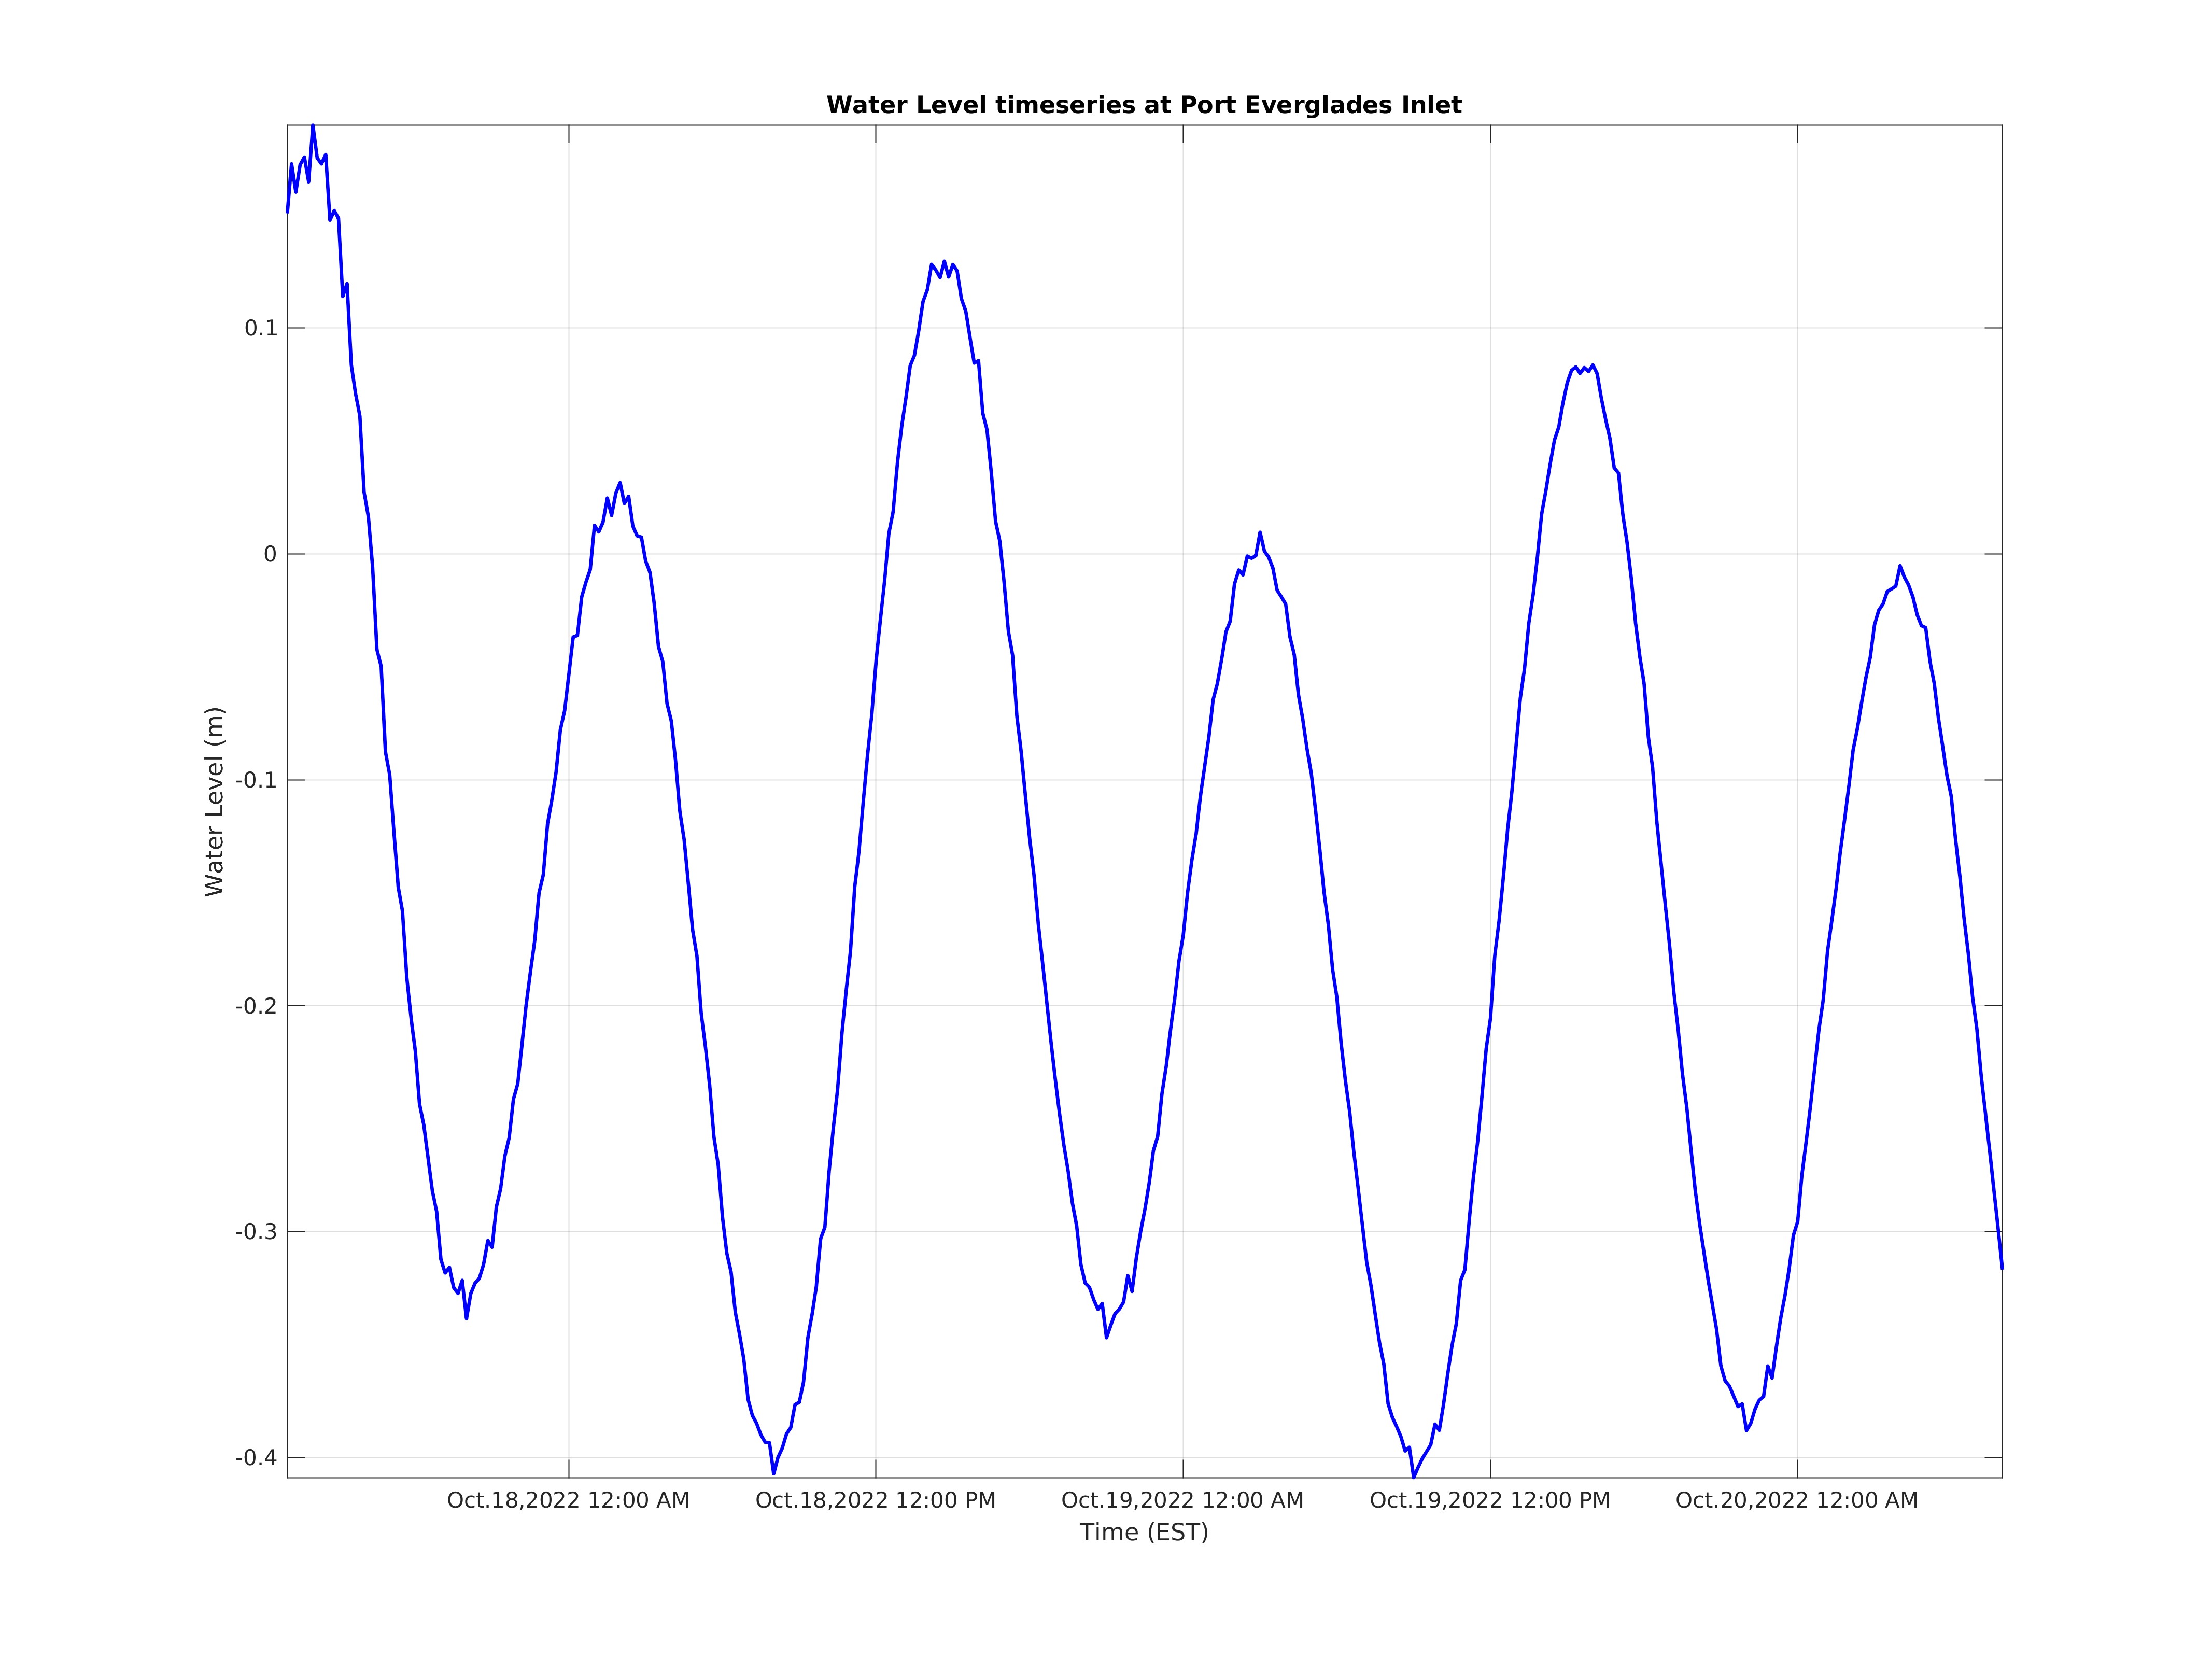 Water Level timeseries at Port Everglades Inlet
0.1
0
-0.1
-0.2
-0.3
-0.4
Water Level (m)
Oct.18,2022 12:00 AM
Oct.18,2022 12:00 PM
Oct.19,2022 12:00 AM
Oct.19,2022 12:00 PM
Oct.20,2022 12:00 AM
Time (EST)